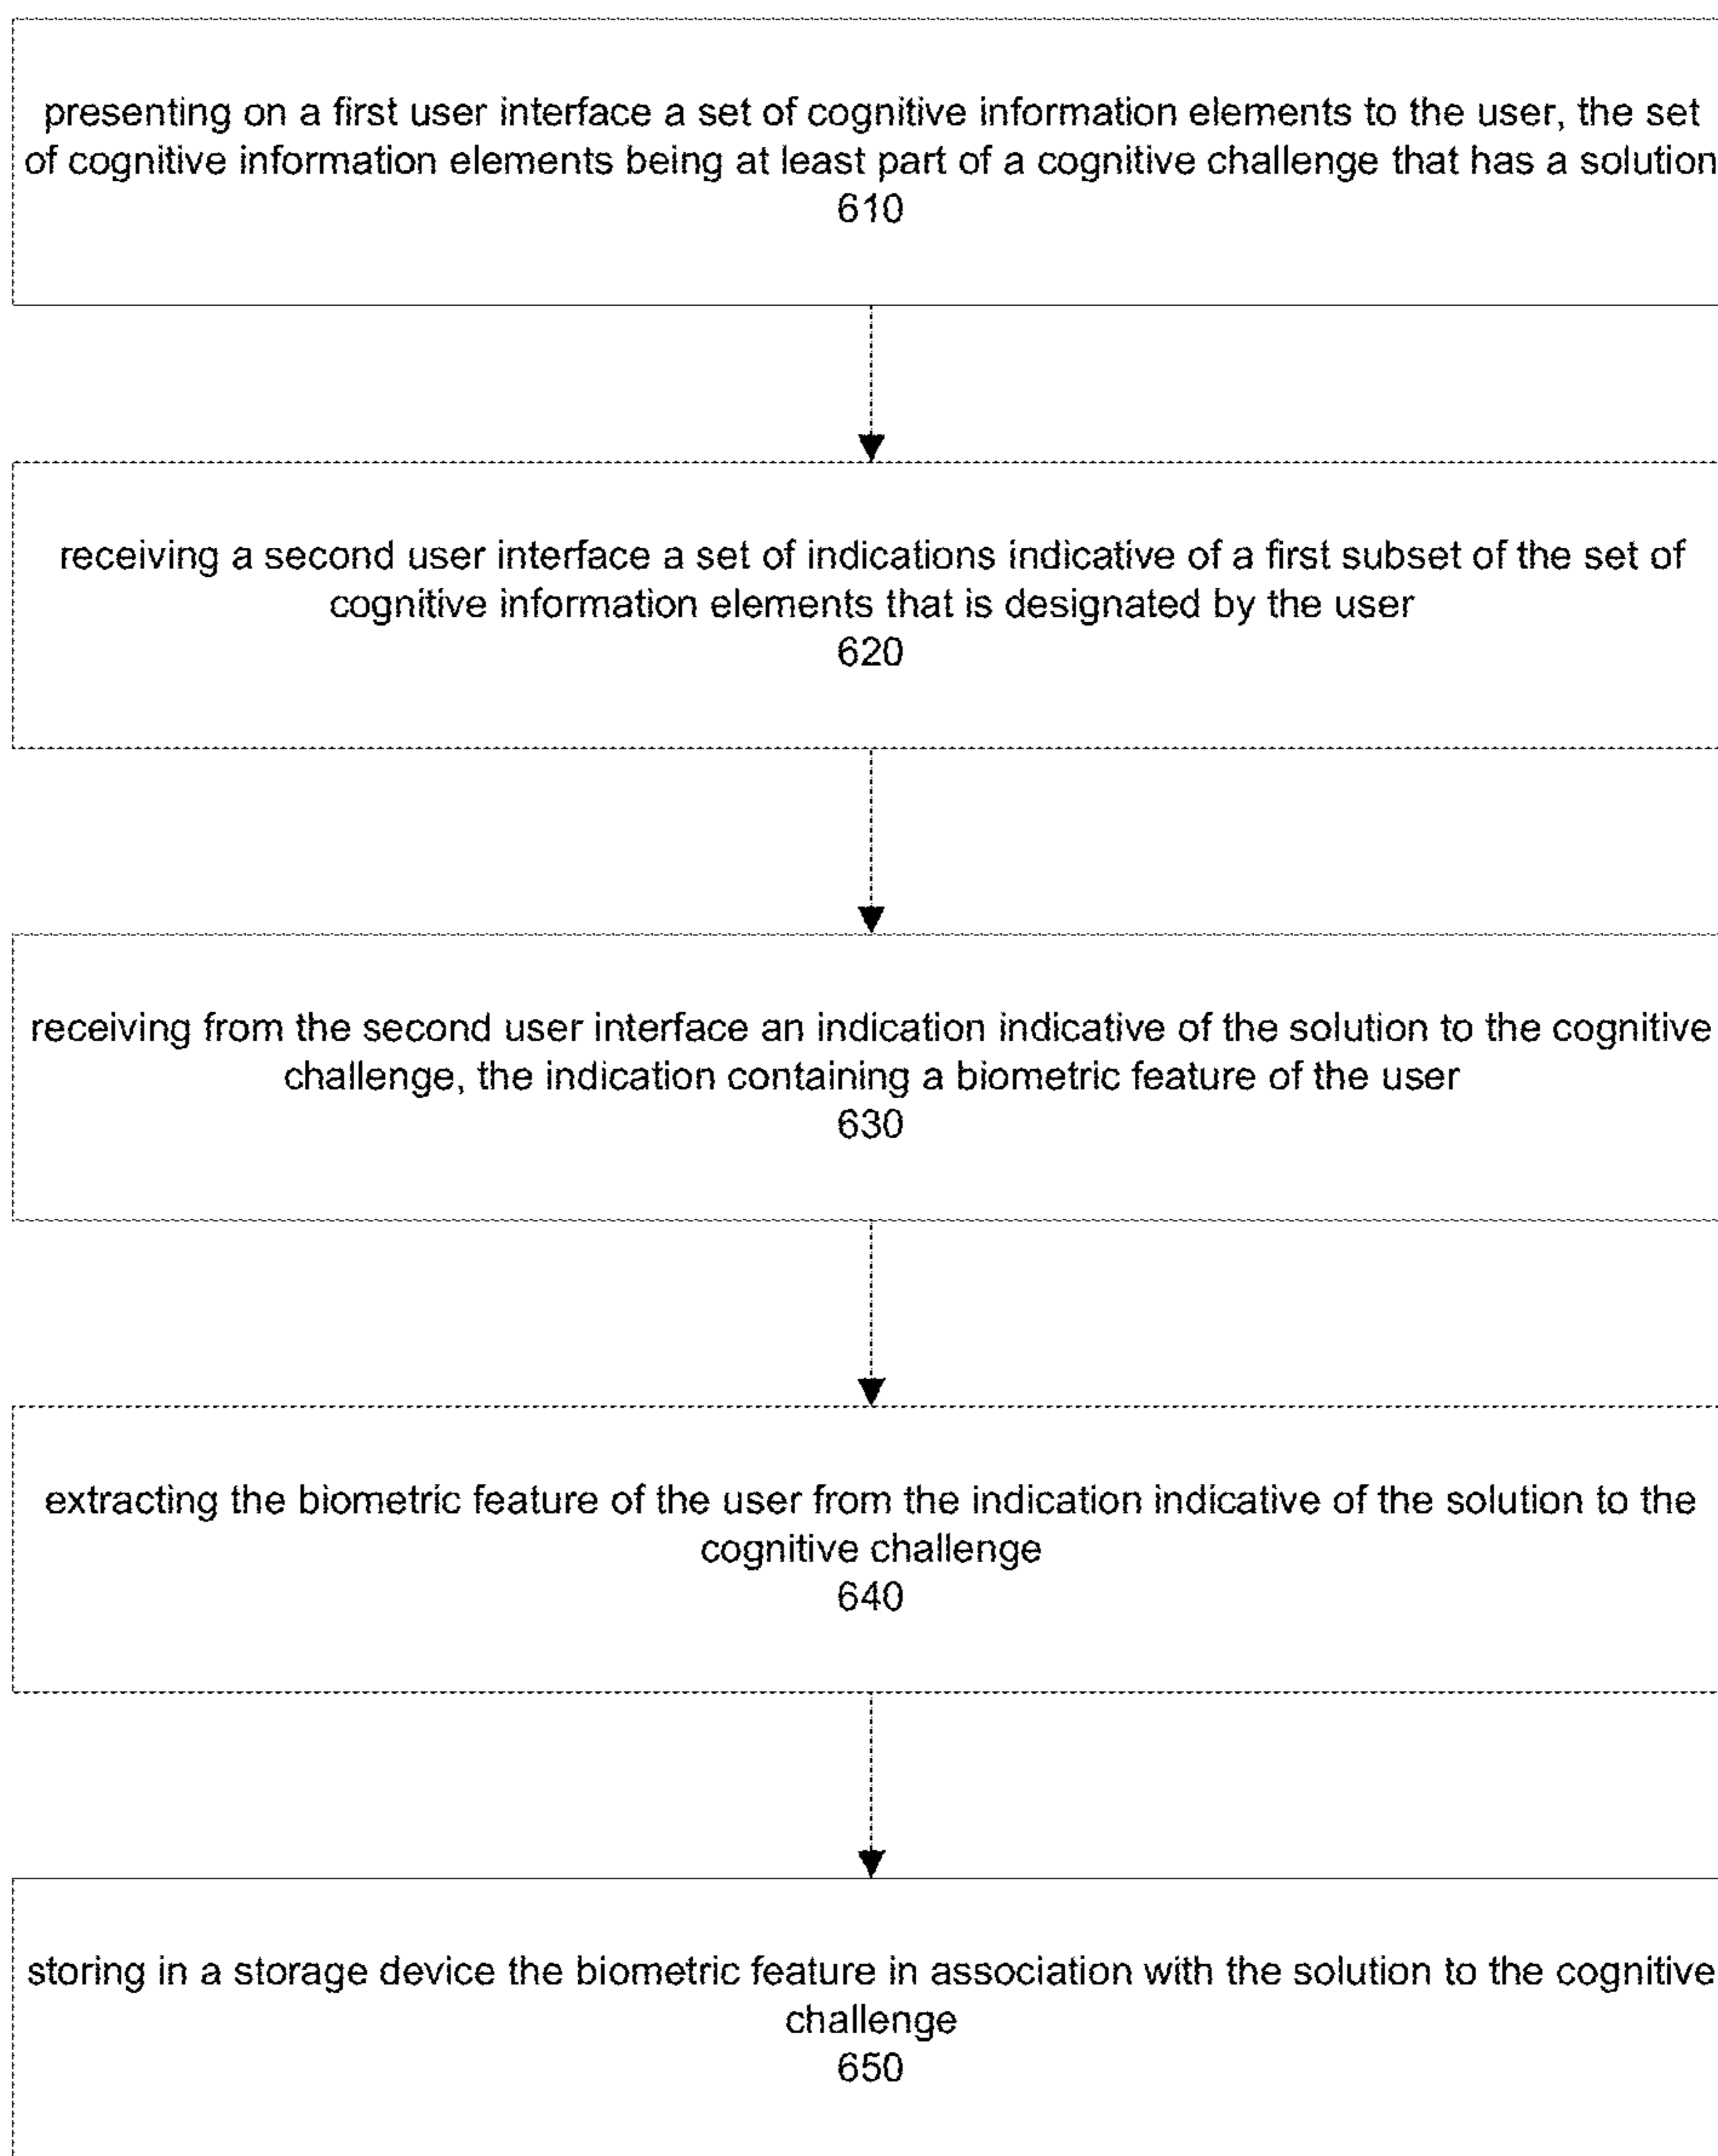 presenting on a first user interface a set of cognitive information elements to the user, the set
of cognitive information elements being at least part of a cognitive challenge that has a solution
610
receiving a second user interface a set of indications indicative of a first subset of the set of
cognitive information elements that is designated by the user
620
receiving from the second user interface an indication indicative of the solution to the cognitive
challenge, the indication containing a biometric feature of the user
630
extracting the biometric feature of the user from the indication indicative of the solution to the
cognitive challenge
640
storing in a storage device the biometric feature in association with the solution to the cognitive
challenge
650